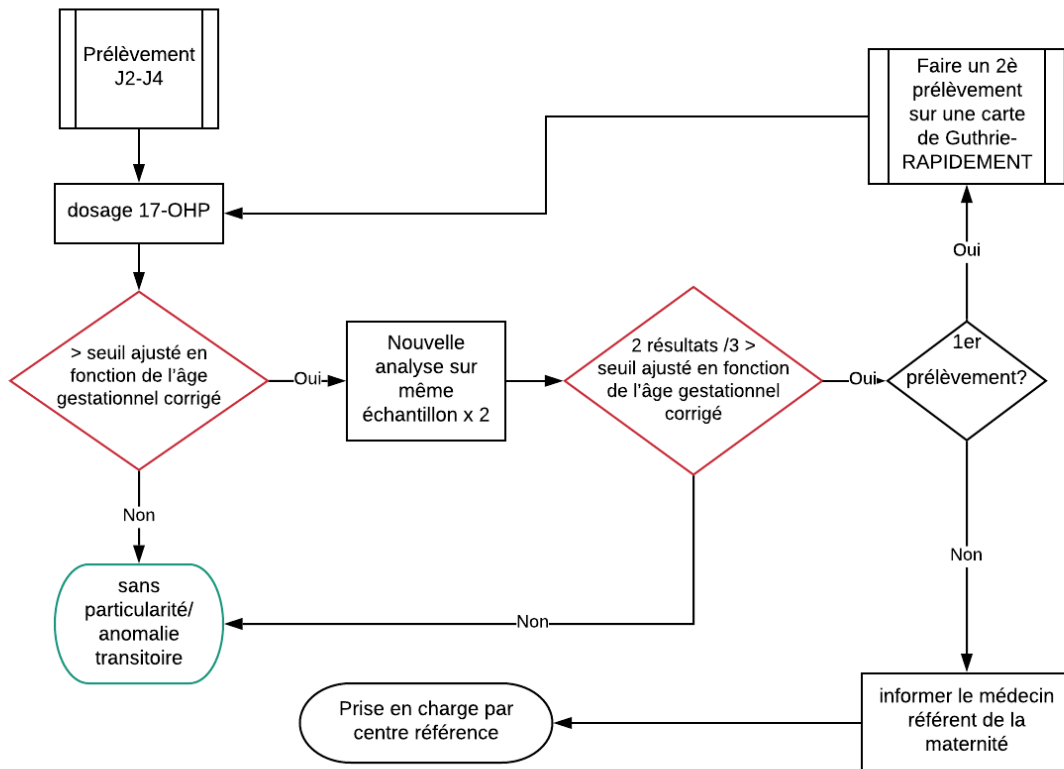 Prélèvement
J2-J4
dosage 17-OHP
> seuil ajusté en
fonction de l'âge
gestationnel corrigé
Oui
Non
sans
particularité/
anomalie
transitoire
Nouvelle
analyse sur
même
échantillon x 2
2 résultats /3 >
seuil ajusté en fonction
de l'âge gestationnel
corrigé
Oui
Non
1er
prélèvement?
Oui
Faire un 2è
prélèvement
sur une carte
de Guthrie-
RAPIDEMENT
Non
informer le médecin
référent de la
maternité
Prise en charge par
centre référence